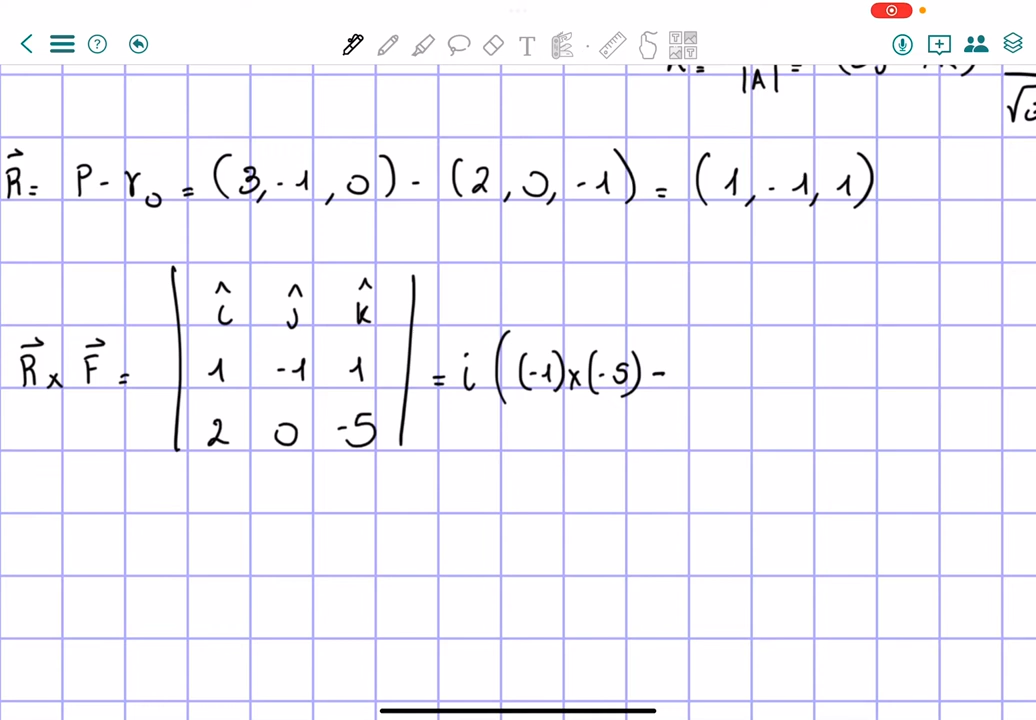 |A| =
R⃗ = P - r₀ = (3, -1, 0) - (2, 0, -1) = (1, -1, 1)
î ĵ k̂
R⃗ x F⃗ = | 1 -1 1 | = i ( (-1)x(-5) -
2 0 -5